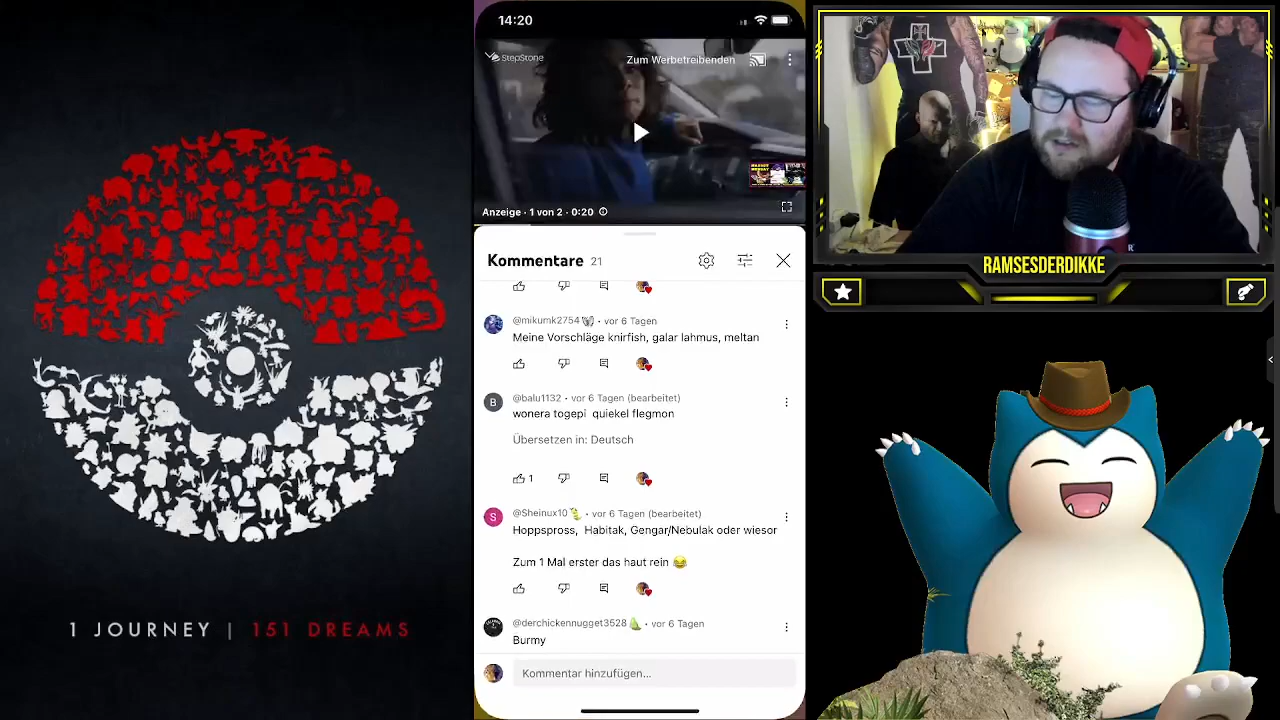 14:20
StepStone
Zum Werbetreibenden
Anzeige · 1 von 2 · 0:20
Kommentare 21
@mikumk2754 · vor 6 Tagen
Meine Vorschläge knirfish, galar lahmus, meltan
@balu1132 · vor 6 Tagen (bearbeitet)
B
wonera togepi quiekel flegmon
Übersetzen in: Deutsch
1
@Sheinux10 · vor 6 Tagen (bearbeitet)
S
Hoppspross, Habitak, Gengar/Nebulak oder wiesor
Zum 1 Mal erster das haut rein 😂
@derchickennugget3528 · vor 6 Tagen
Burmy
Kommentar hinzufügen...
1 JOURNEY | 151 DREAMS
RAMSESDERDIKKE